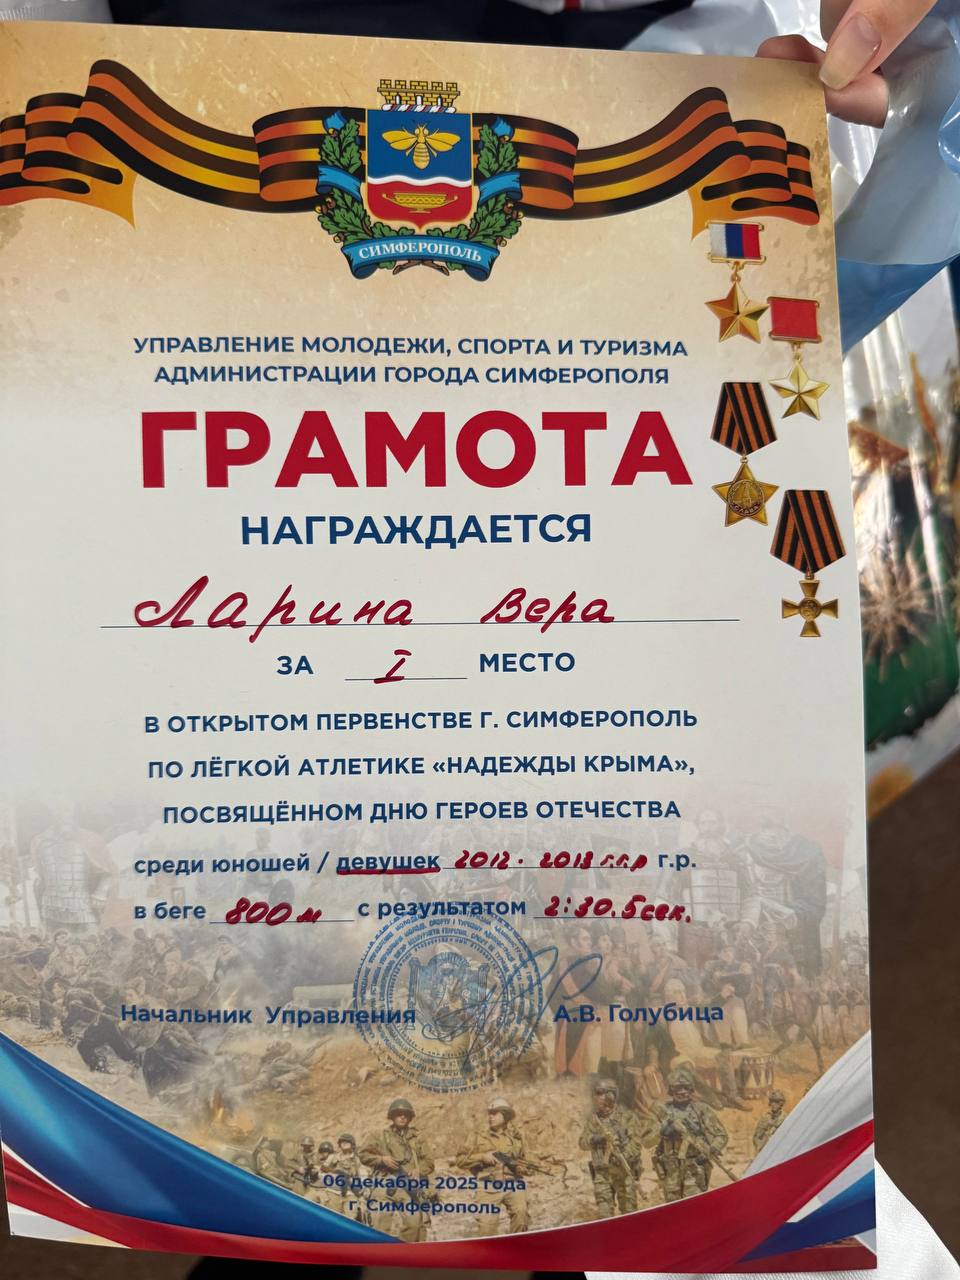 СИМФЕРОПОЛЬ
УПРАВЛЕНИЕ МОЛОДЕЖИ, СПОРТА И ТУРИЗМА
АДМИНИСТРАЦИИ ГОРОДА СИМФЕРОПОЛЯ
ГРАМОТА
НАГРАЖДАЕТСЯ
Ларина Вера
ЗА I МЕСТО
В ОТКРЫТОМ ПЕРВЕНСТВЕ Г. СИМФЕРОПОЛЬ
ПО ЛЁГКОЙ АТЛЕТИКЕ «НАДЕЖДЫ КРЫМА»,
ПОСВЯЩЁННОМ ДНЮ ГЕРОЕВ ОТЕЧЕСТВА
среди юношей / девушек 2012 - 2013 г.г.р г.р.
в беге 800м с результатом 2:30.5сек.
Начальник Управления А.В. Голубица
06 декабря 2025 года
г. Симферополь